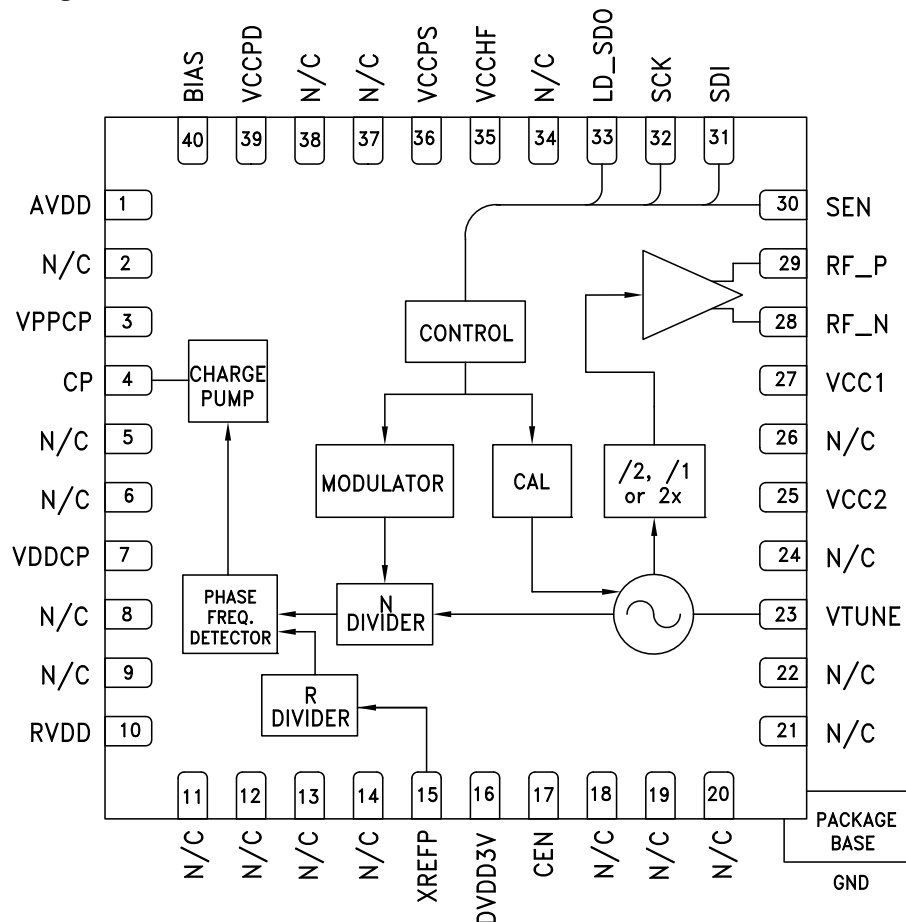 BIAS
VCCPD
N/C
N/C
VCCPS
VCCHF
N/C
LD_SDO
SCK
SDI
40
39
38
37
36
35
34
33
32
31
AVDD 1
N/C 2
VPPCP 3
CP 4
N/C 5
N/C 6
VDDCP 7
N/C 8
N/C 9
RVDD 10
30 SEN
29 RF_P
28 RF_N
27 VCC1
26 N/C
25 VCC2
24 N/C
23 VTUNE
22 N/C
21 N/C
CONTROL
CHARGE
PUMP
MODULATOR
CAL
/2, /1
or 2x
PHASE
FREQ.
DETECTOR
N
DIVIDER
R
DIVIDER
11
12
13
14
15
16
17
18
19
20
N/C
N/C
N/C
N/C
XREFP
DVDD3V
CEN
N/C
N/C
N/C
PACKAGE
BASE
GND